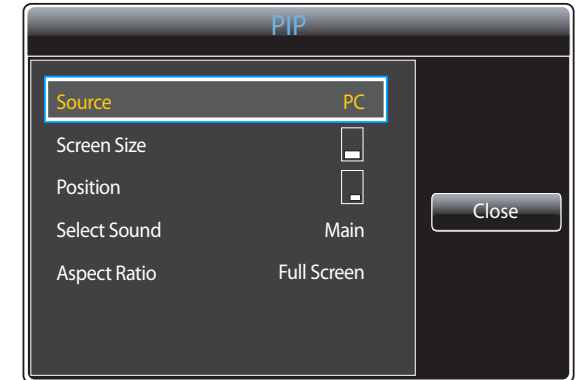 PIP
Source PC
Screen Size
Position
Select Sound Main
Aspect Ratio Full Screen
Close